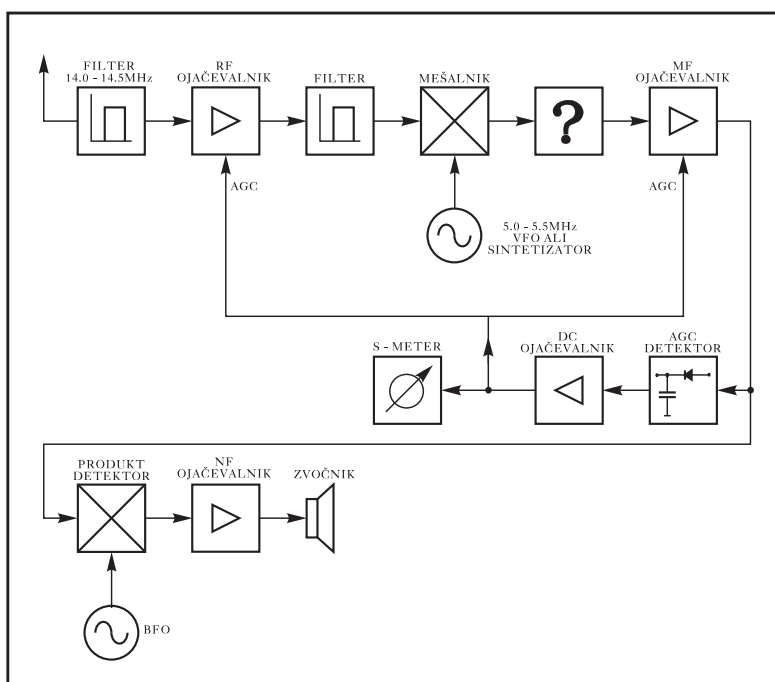 FILTER
14.0 - 14.5MHz
RF
OJAČEVALNIK
FILTER
MEŠALNIK
MF
OJAČEVALNIK
?
AGC
AGC
5.0 - 5.5MHz
VFO ALI
SINTETIZATOR
S - METER
DC
OJAČEVALNIK
AGC
DETEKTOR
PRODUKT
DETEKTOR
NF
OJAČEVALNIK
ZVOČNIK
BFO